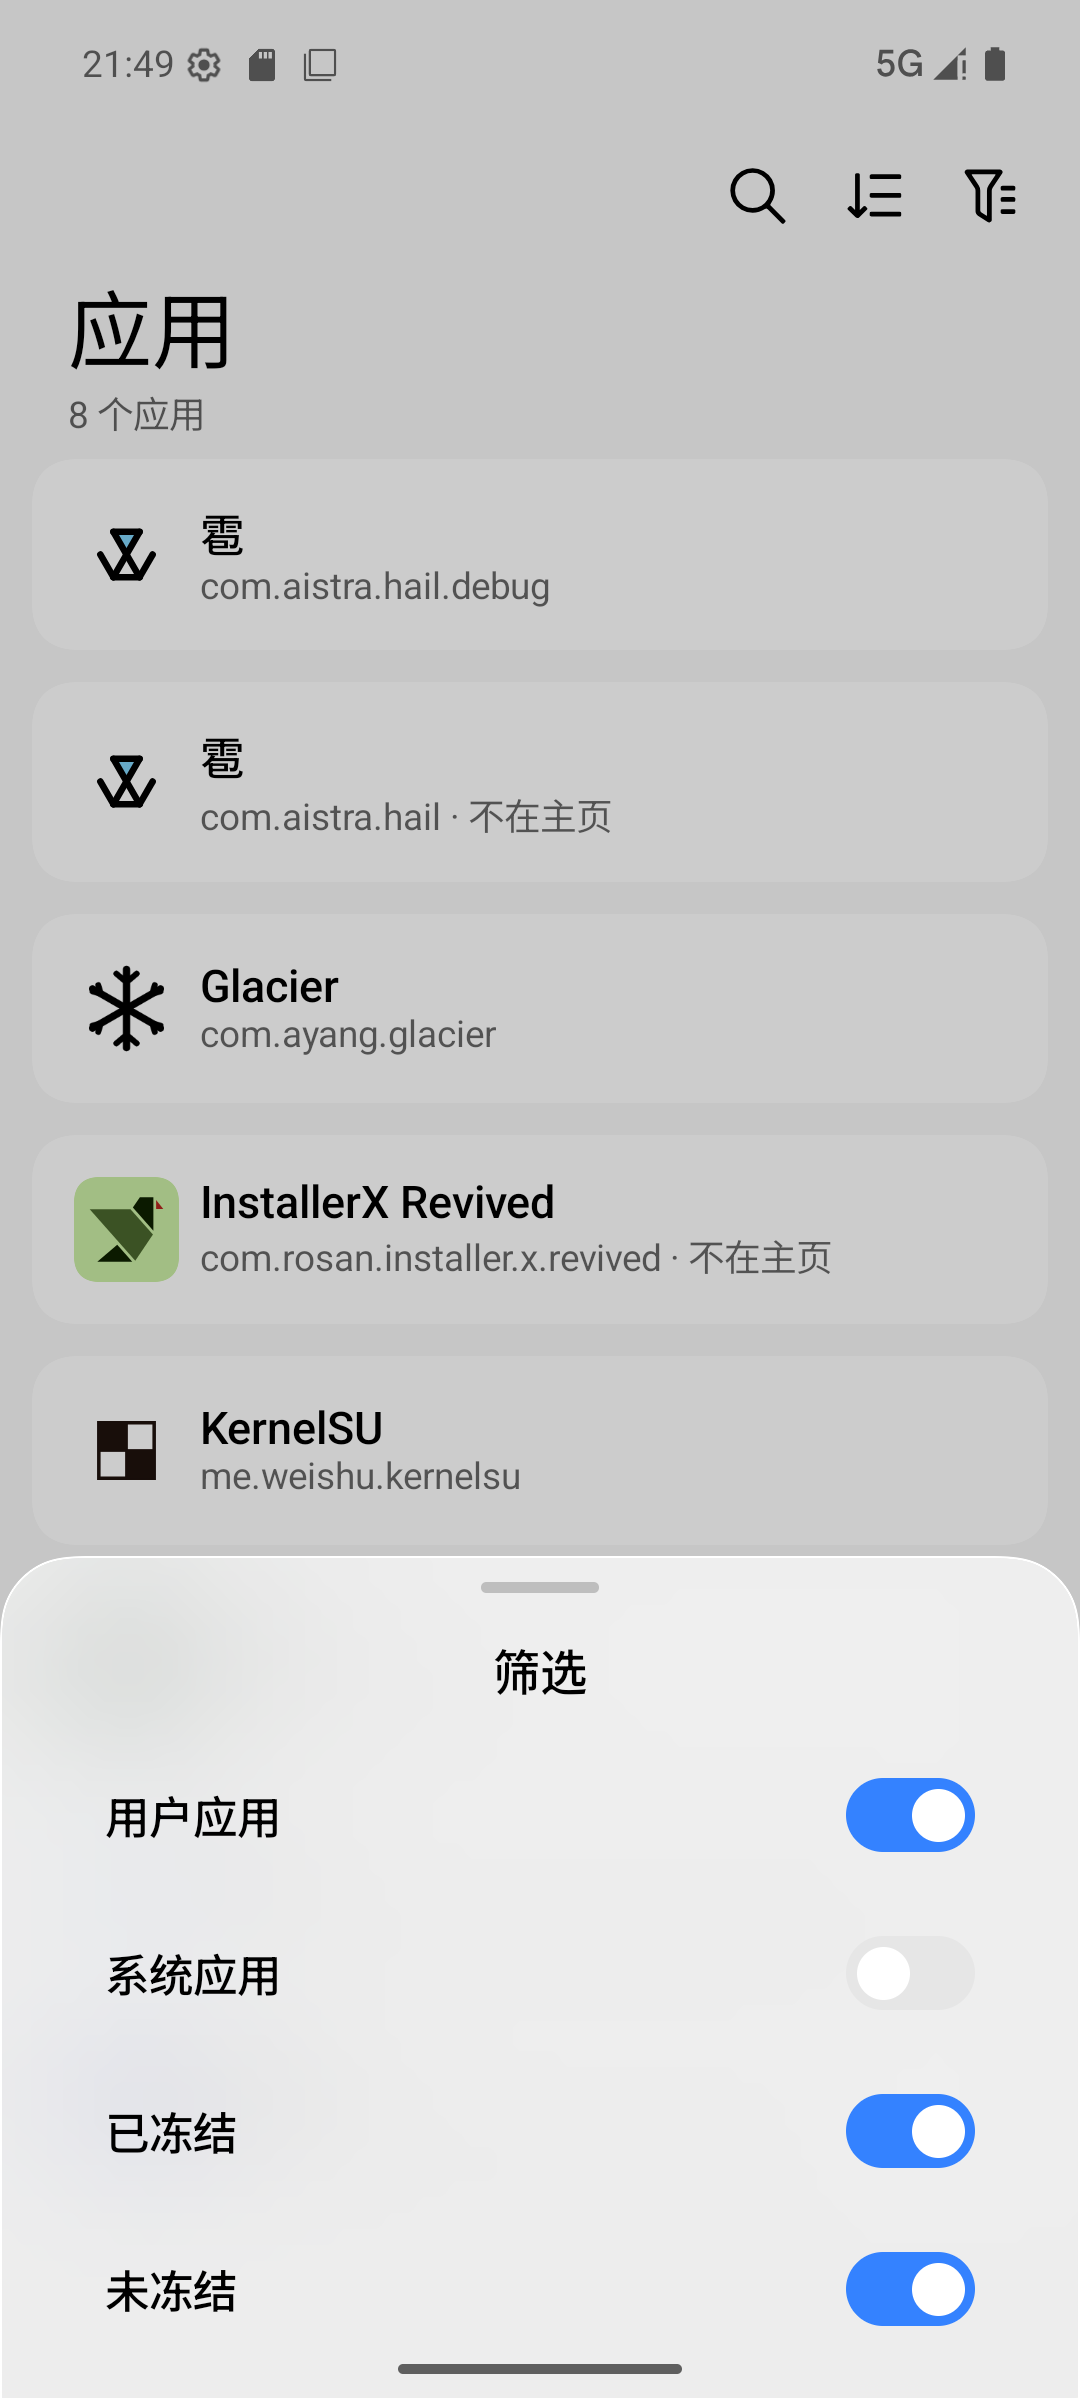 21:49
5G
应用
8 个应用
雹
com.aistra.hail.debug
雹
com.aistra.hail · 不在主页
Glacier
com.ayang.glacier
InstallerX Revived
com.rosan.installer.x.revived · 不在主页
KernelSU
me.weishu.kernelsu
筛选
用户应用
系统应用
已冻结
未冻结